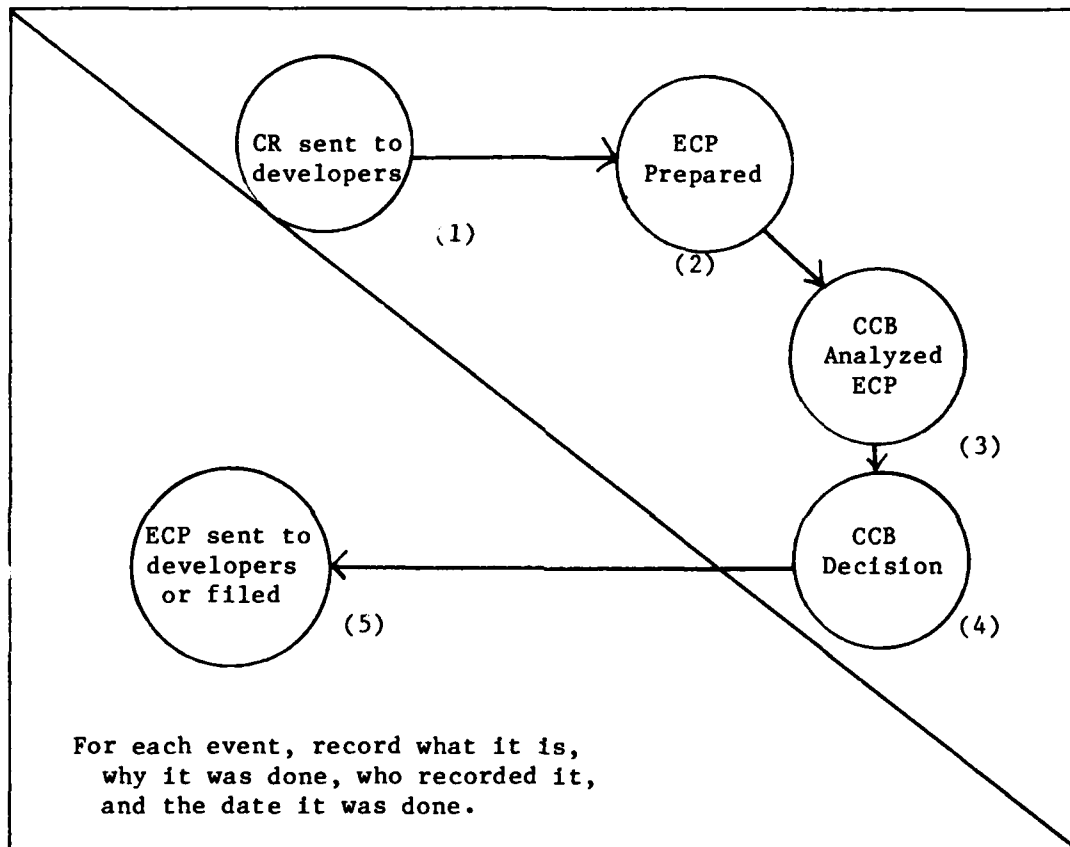 CR sent to
developers
(1)
ECP
Prepared
(2)
CCB
Analyzed
ECP
(3)
CCB
Decision
(4)
ECP sent to
developers
or filed
(5)
For each event, record what it is,
why it was done, who recorded it,
and the date it was done.